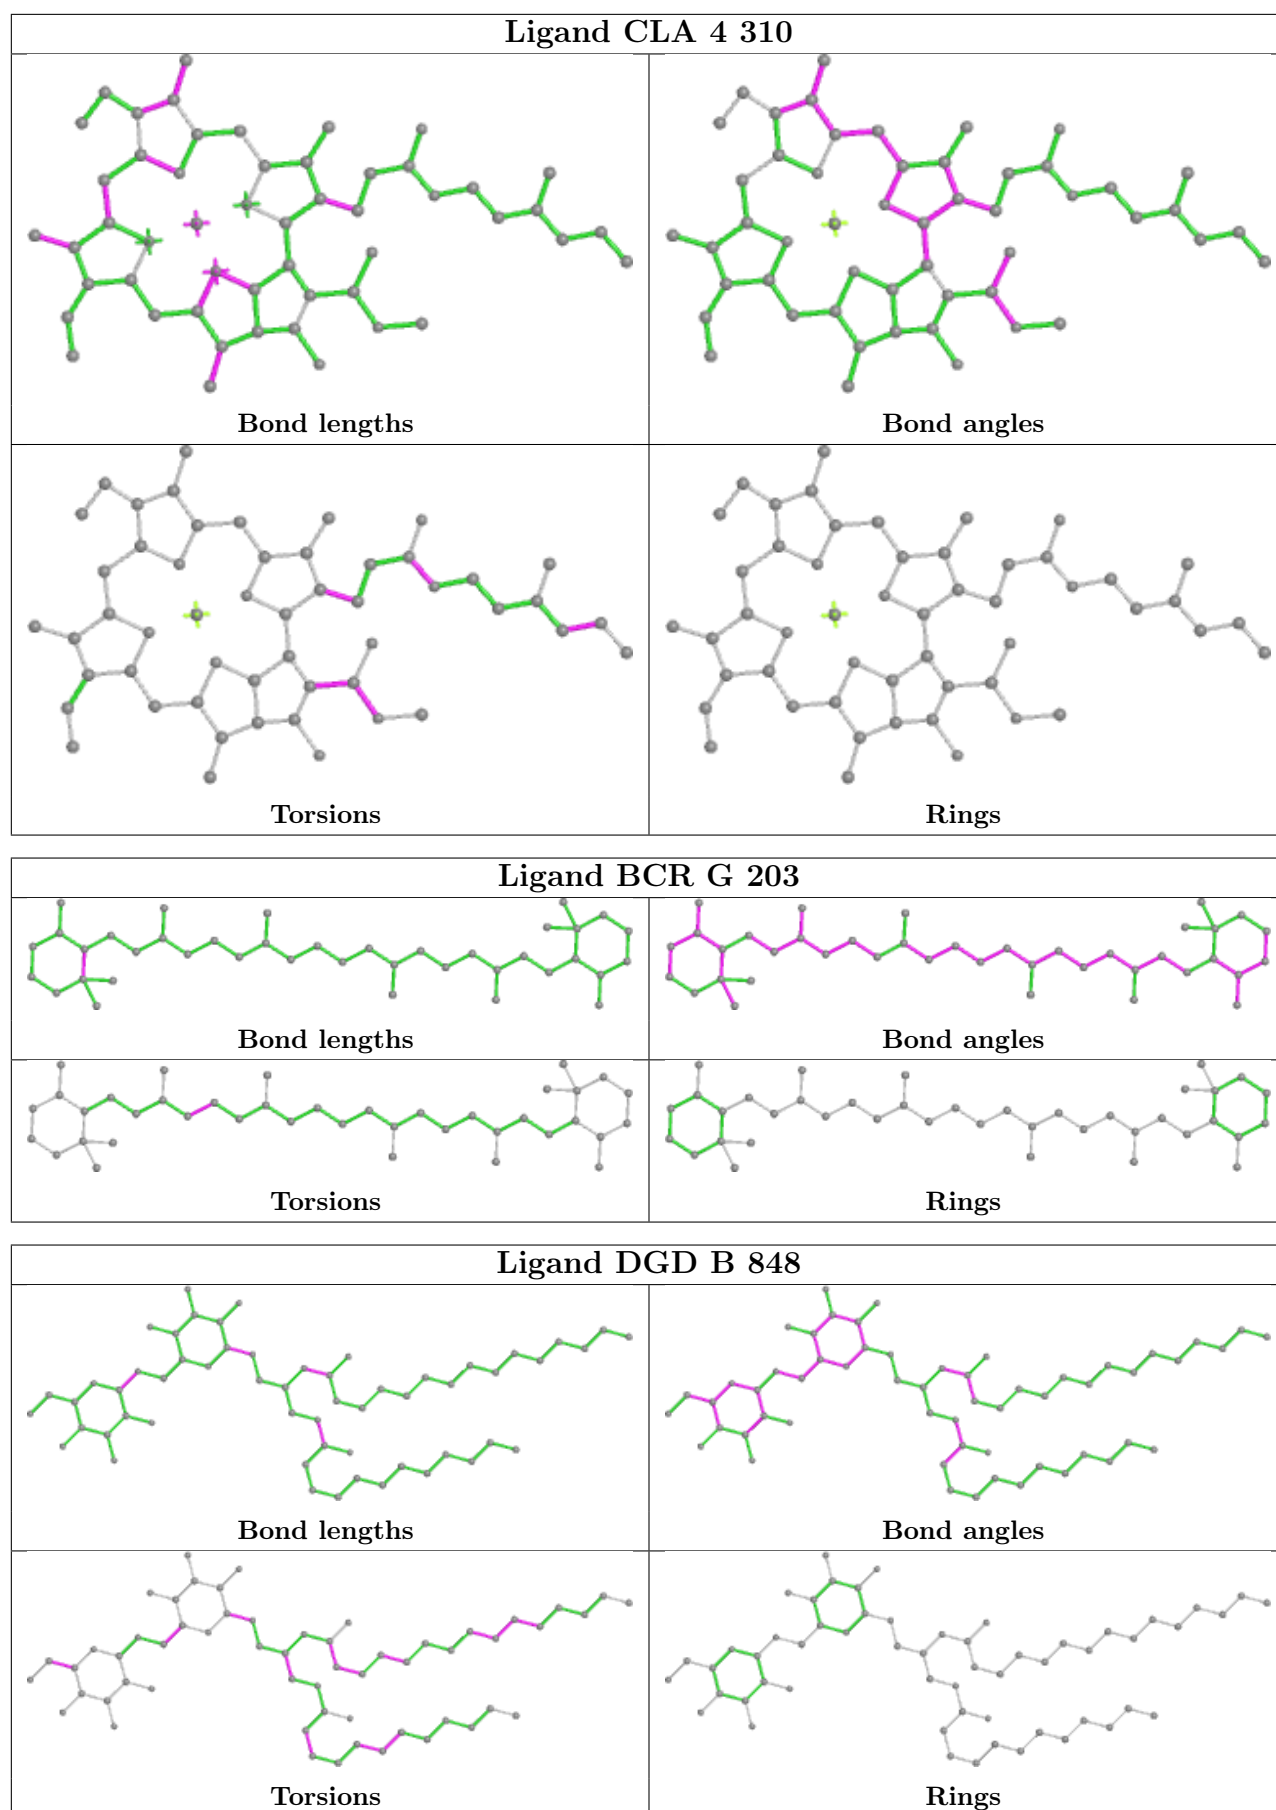 Ligand CLA 4 310
Bond lengths
Bond angles
Torsions
Rings
Ligand BCR G 203
Bond lengths
Bond angles
Torsions
Rings
Ligand DGD B 848
Bond lengths
Bond angles
Torsions
Rings